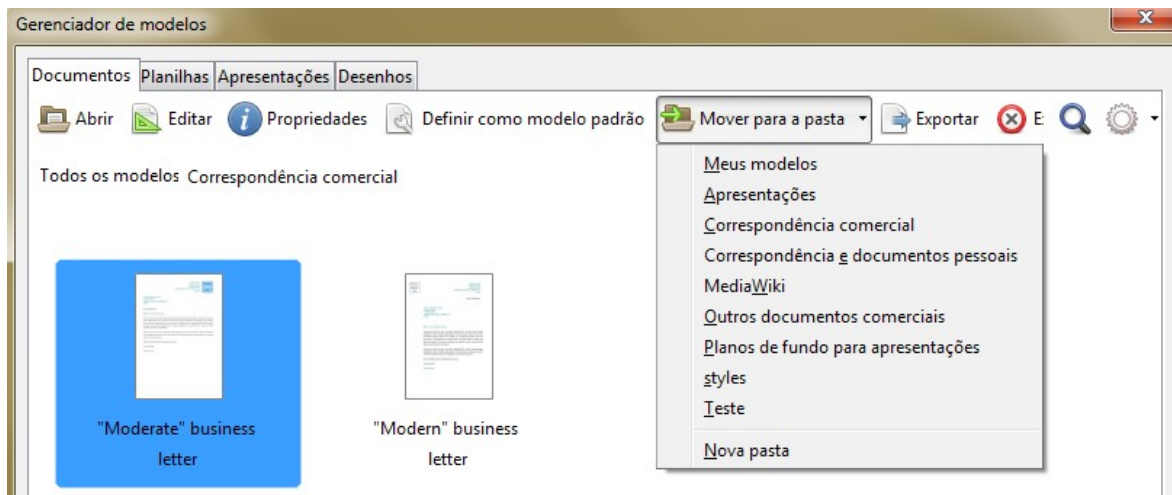 Gerenciador de modelos
Documentos Planilhas Apresentações Desenhos
Abrir Editar Propriedades Definir como modelo padrão Mover para a pasta Exportar E:
Todos os modelos Correspondência comercial
Meus modelos
Apresentações
Correspondência comercial
Correspondência e documentos pessoais
MediaWiki
Outros documentos comerciais
Planos de fundo para apresentações
styles
Teste
Nova pasta
"Moderate" business
letter
"Modern" business
letter